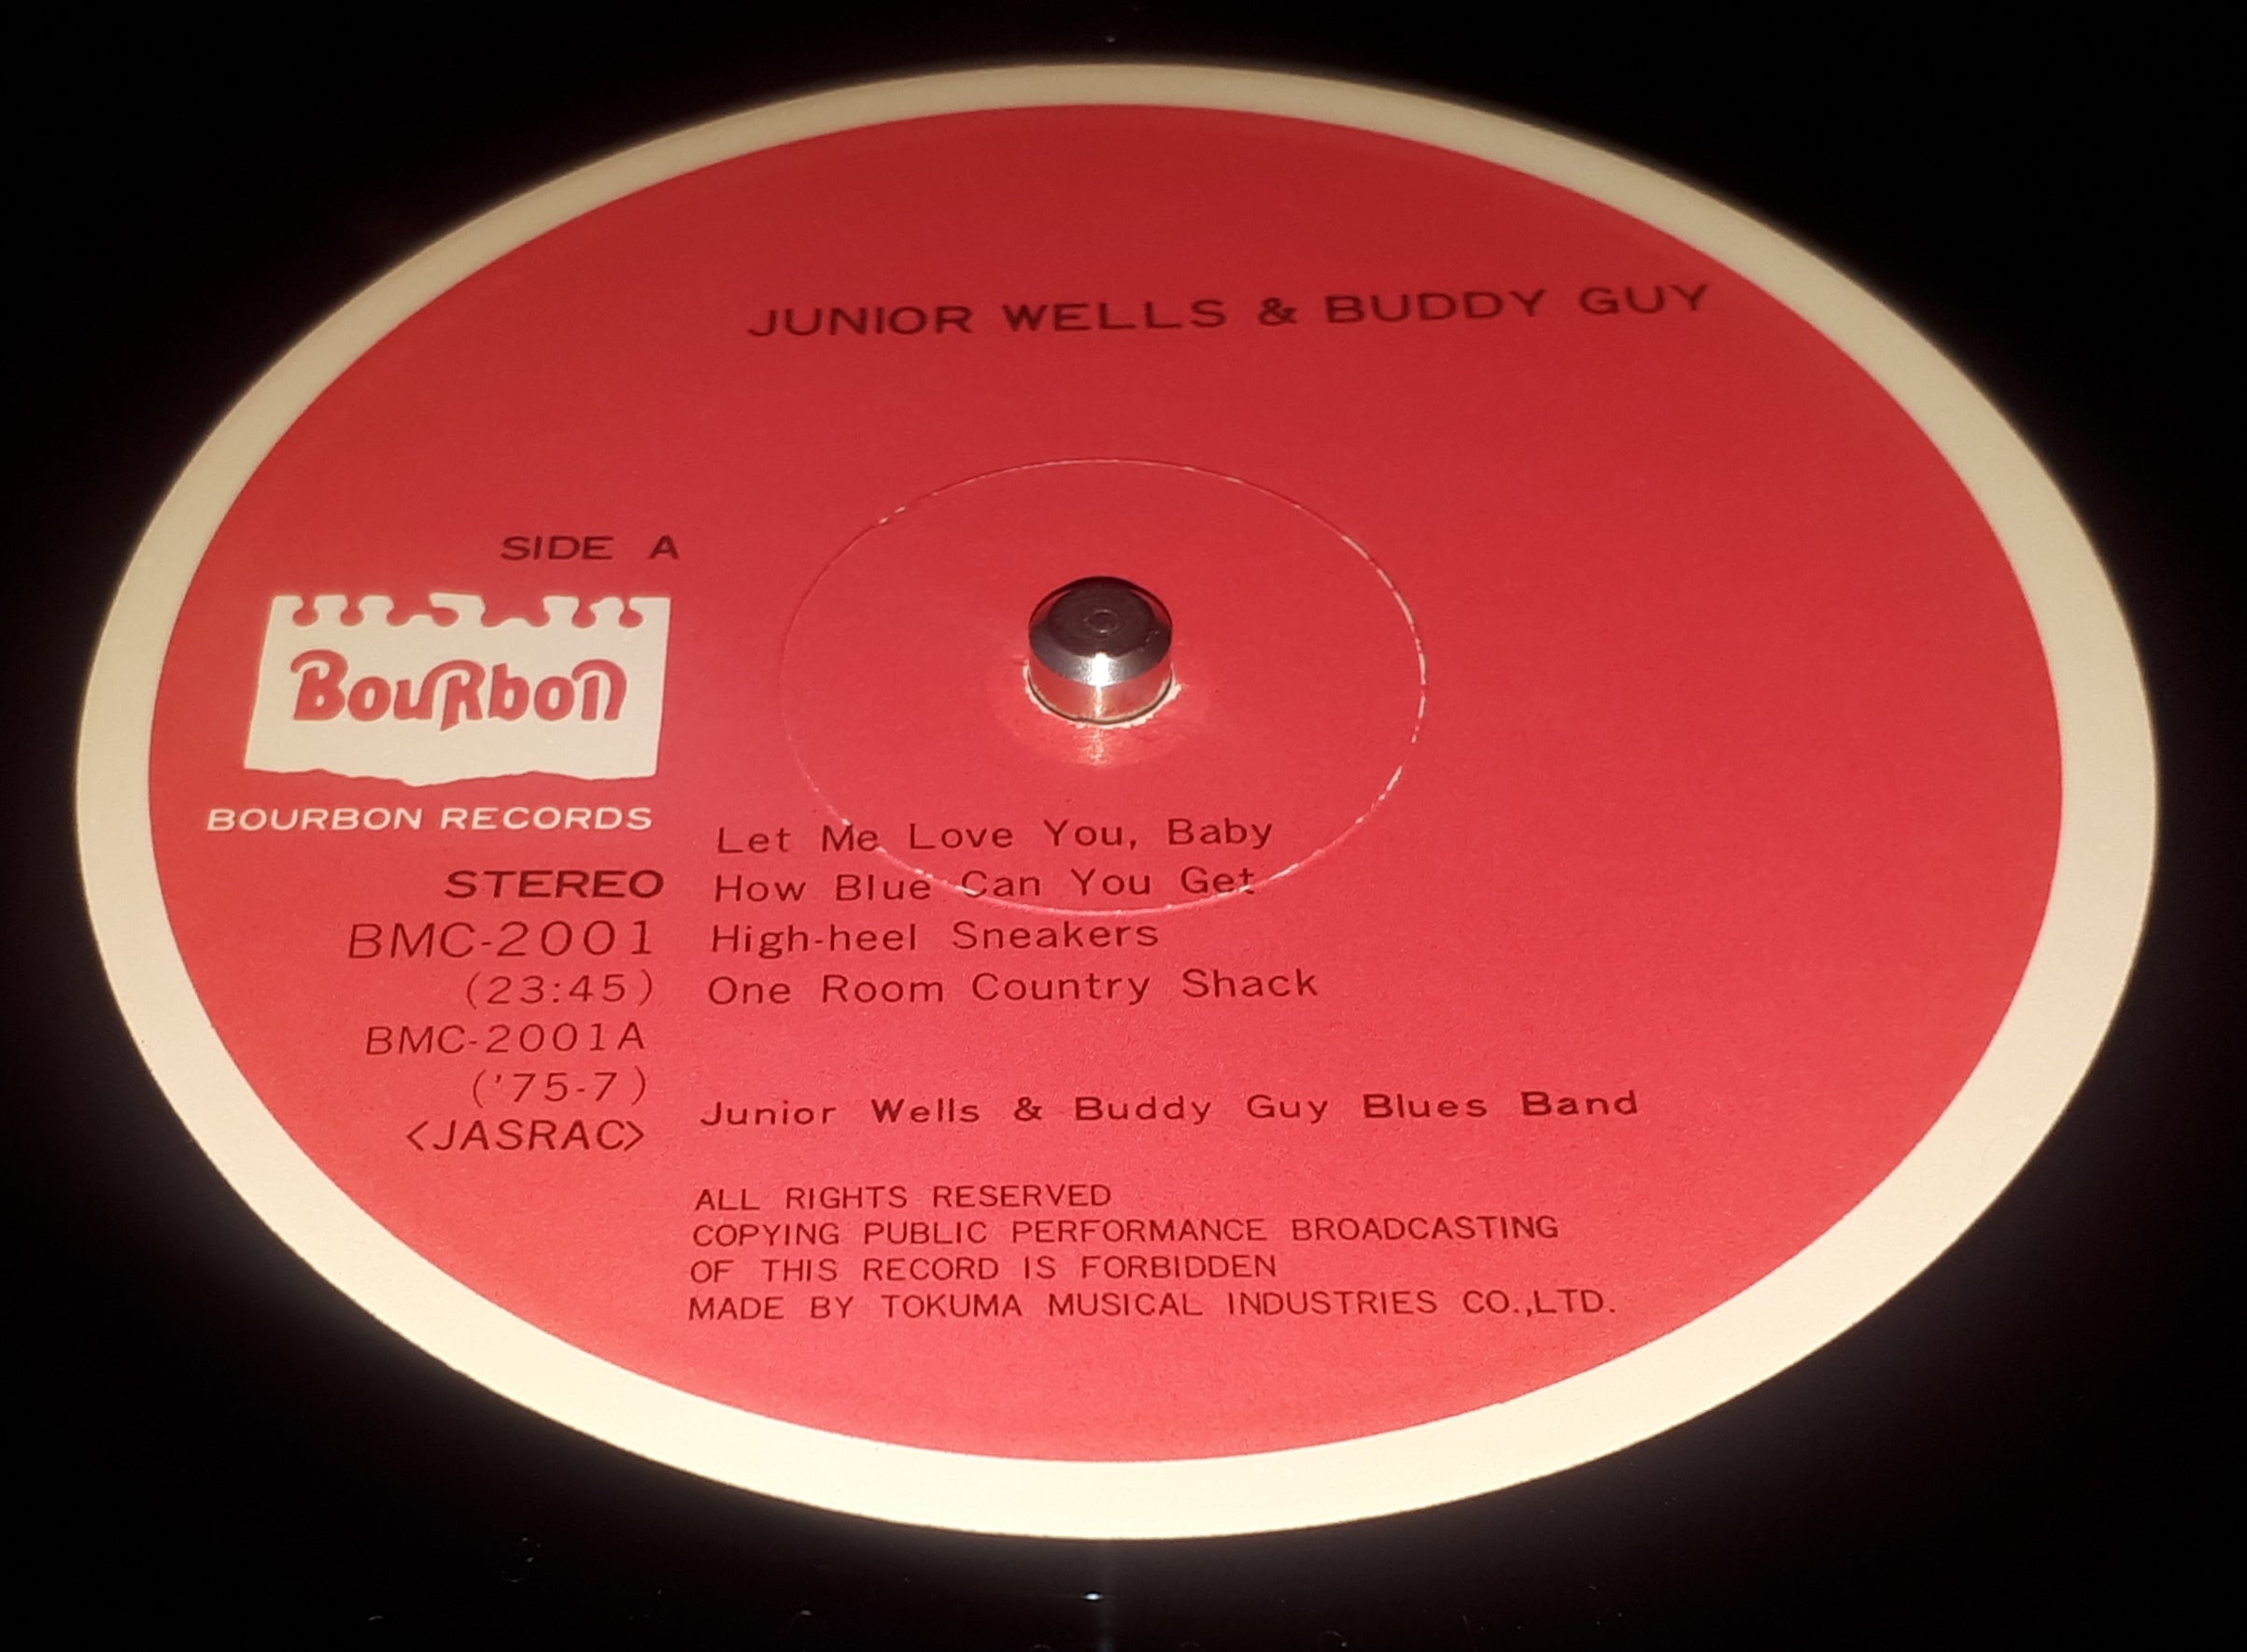 JUNIOR WELLS & BUDDY GUY
SIDE A
BouRbon
BOURBON RECORDS
STEREO
BMC-2001
(23:45)
BMC-2001A
('75-7)
<JASRAC>
Let Me Love You, Baby
How Blue Can You Get
High-heel Sneakers
One Room Country Shack
Junior Wells & Buddy Guy Blues Band
ALL RIGHTS RESERVED
COPYING PUBLIC PERFORMANCE BROADCASTING
OF THIS RECORD IS FORBIDDEN
MADE BY TOKUMA MUSICAL INDUSTRIES CO.,LTD.